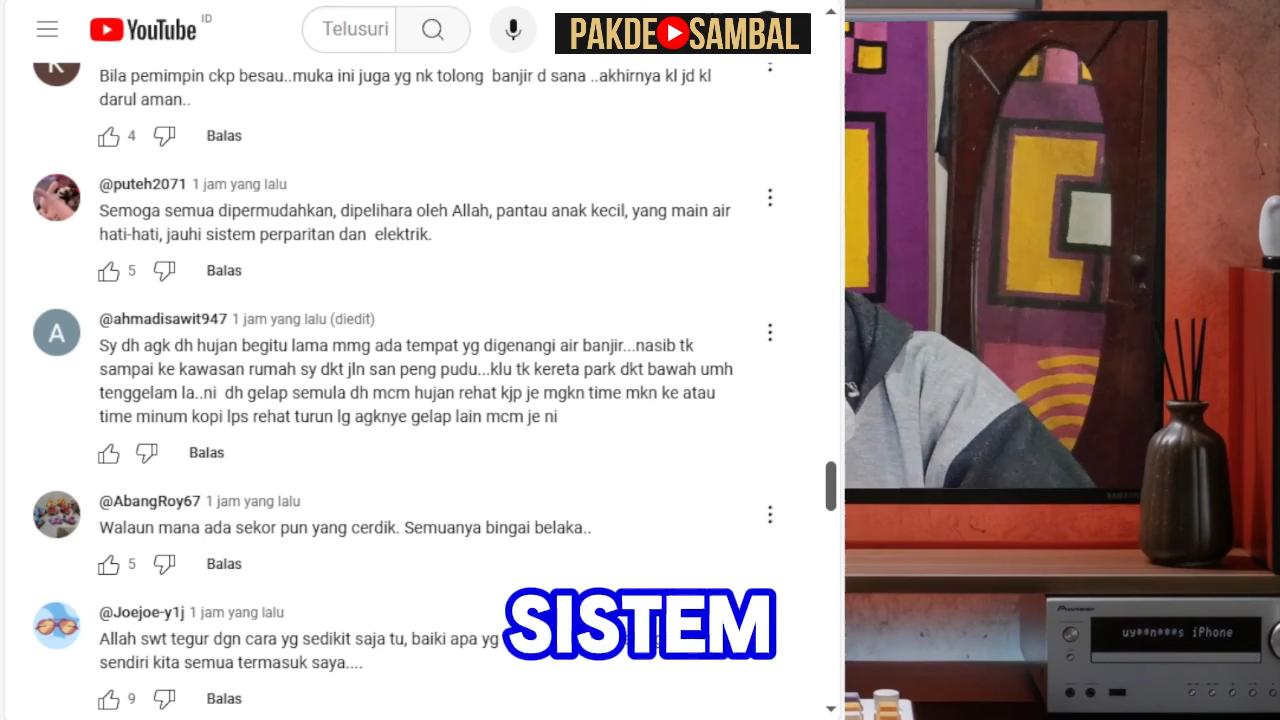 YouTube ID
Telusuri
PAKDE SAMBAL
Bila pemimpin ckp besau..muka ini juga yg nk tolong banjir d sana ..akhirnya kl jd kl
darul aman..
4 Balas
@puteh2071 1 jam yang lalu
Semoga semua dipermudahkan, dipelihara oleh Allah, pantau anak kecil, yang main air
hati-hati, jauhi sistem perparitan dan elektrik.
5 Balas
A
@ahmadisawit947 1 jam yang lalu (diedit)
Sy dh agk dh hujan begitu lama mmg ada tempat yg digenangi air banjir...nasib tk
sampai ke kawasan rumah sy dkt jln san peng pudu...klu tk kereta park dkt bawah umh
tenggelam la..ni dh gelap semula dh mcm hujan rehat kjp je mgkn time mkn ke atau
time minum kopi lps rehat turun lg agknye gelap lain mcm je ni
Balas
@AbangRoy67 1 jam yang lalu
Walaun mana ada sekor pun yang cerdik. Semuanya bingai belaka..
5 Balas
@Joejoe-y1j 1 jam yang lalu
Allah swt tegur dgn cara yg sedikit saja tu, baiki apa yg
sendiri kita semua termasuk saya....
9 Balas
SISTEM
SAMSUNG
Pioneer
uy**n***s iPhone